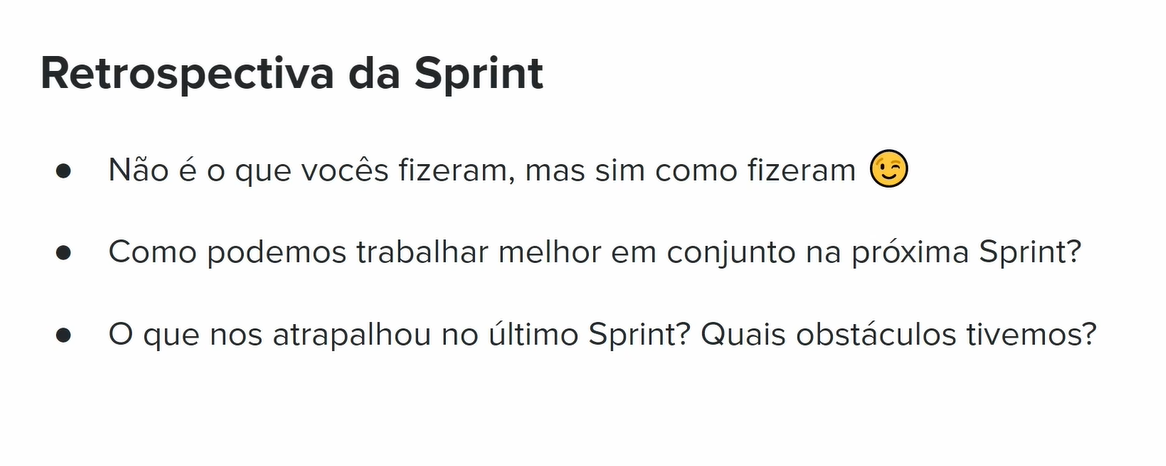 Retrospectiva da Sprint
● Não é o que vocês fizeram, mas sim como fizeram 😉
● Como podemos trabalhar melhor em conjunto na próxima Sprint?
● O que nos atrapalhou no último Sprint? Quais obstáculos tivemos?